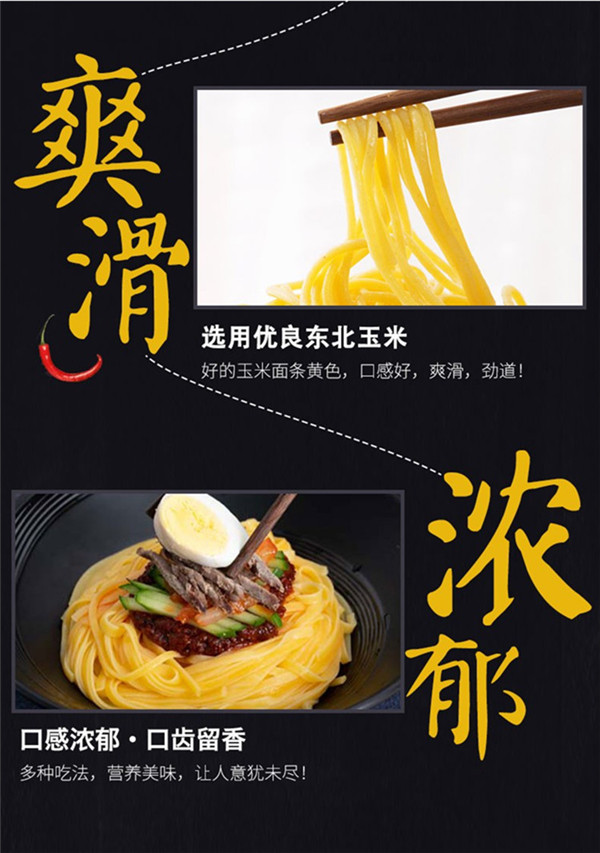 爽滑
选用优良东北玉米
好的玉米面条黄色，口感好，爽滑，劲道！
浓郁
口感浓郁·口齿留香
多种吃法，营养美味，让人意犹未尽！